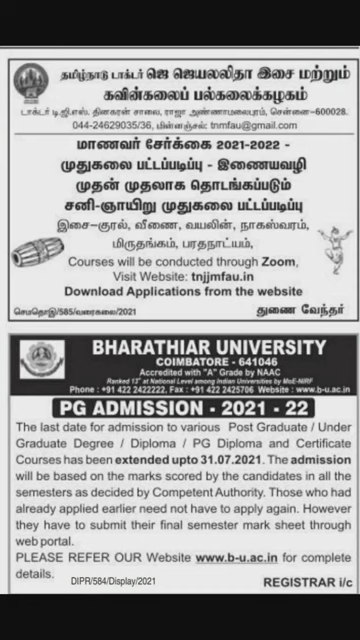 தமிழ்நாடு டாக்டர் ஜெ ஜெயலலிதா இசை மற்றும்
கவின்கலைப் பல்கலைக்கழகம்
டாக்டர் டி.ஜி.எஸ். தினகரன் சாலை, ராஜா அண்ணாமலைபுரம், சென்னை-600028.
044-24629035/36, மின்னஞ்சல்: tnmfau@gmail.com
மாணவர் சேர்க்கை 2021-2022 -
முதுகலை பட்டப்படிப்பு - இணையவழி
முதன் முதலாக தொடங்கப்படும்
சனி-ஞாயிறு முதுகலை பட்டப்படிப்பு
இசை-குரல், வீணை, வயலின், நாகஸ்வரம்,
மிருதங்கம், பரதநாட்யம்,
Courses will be conducted through Zoom,
Visit Website: tnjjmfau.in
Download Applications from the website
செமதொஇ/585/வரைகலை/2021 துணை வேந்தர்
BHARATHIAR UNIVERSITY
COIMBATORE - 641046
Accredited with "A" Grade by NAAC
Ranked 13th at National Level among Indian Universities by MoE-NIRF
Phone : +91 422 2422222, Fax : +91 422 2425706 Website : www.b-u.ac.in
PG ADMISSION - 2021 - 22
The last date for admission to various Post Graduate / Under
Graduate Degree / Diploma / PG Diploma and Certificate
Courses has been extended upto 31.07.2021. The admission
will be based on the marks scored by the candidates in all the
semesters as decided by Competent Authority. Those who had
already applied earlier need not have to apply again. However
they have to submit their final semester mark sheet through
web portal.
PLEASE REFER OUR Website www.b-u.ac.in for complete
details.
DIPR/584/Display/2021 REGISTRAR i/c